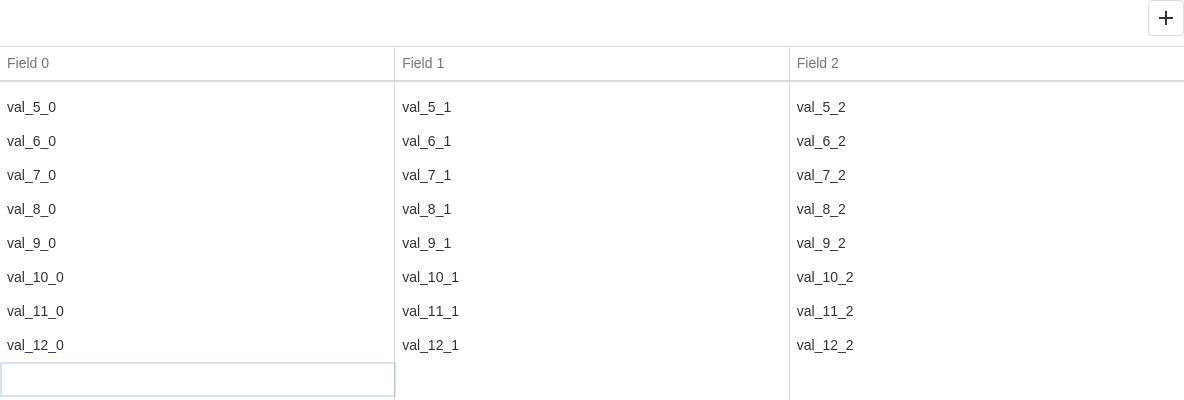 Field 0 Field 1 Field 2
val_5_0 val_5_1 val_5_2
val_6_0 val_6_1 val_6_2
val_7_0 val_7_1 val_7_2
val_8_0 val_8_1 val_8_2
val_9_0 val_9_1 val_9_2
val_10_0 val_10_1 val_10_2
val_11_0 val_11_1 val_11_2
val_12_0 val_12_1 val_12_2